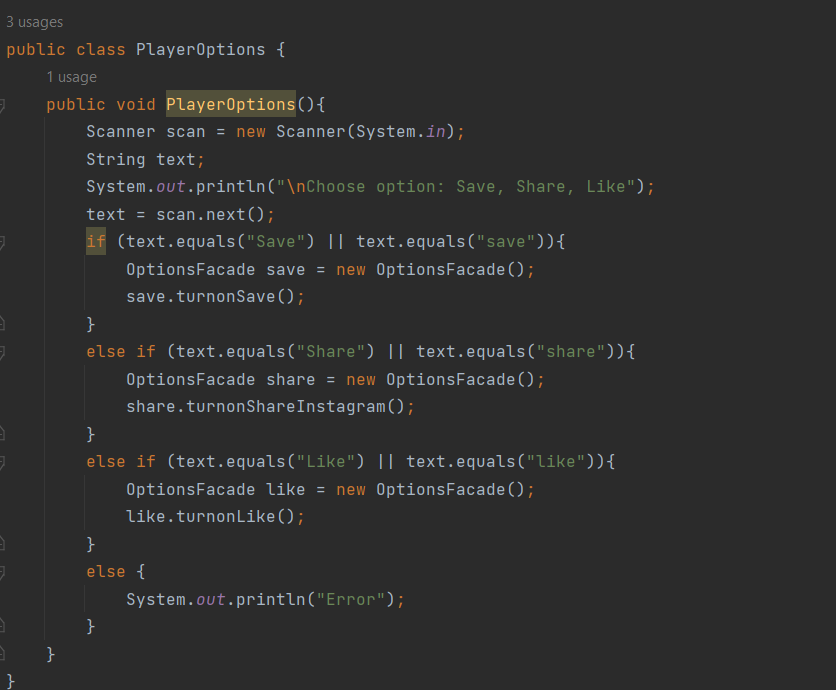 3 usages
public class PlayerOptions {
1 usage
public void PlayerOptions(){
Scanner scan = new Scanner(System.in);
String text;
System.out.println("\nChoose option: Save, Share, Like");
text = scan.next();
if (text.equals("Save") || text.equals("save")){
OptionsFacade save = new OptionsFacade();
save.turnonSave();
}
else if (text.equals("Share") || text.equals("share")){
OptionsFacade share = new OptionsFacade();
share.turnonShareInstagram();
}
else if (text.equals("Like") || text.equals("like")){
OptionsFacade like = new OptionsFacade();
like.turnonLike();
}
else {
System.out.println("Error");
}
}
}